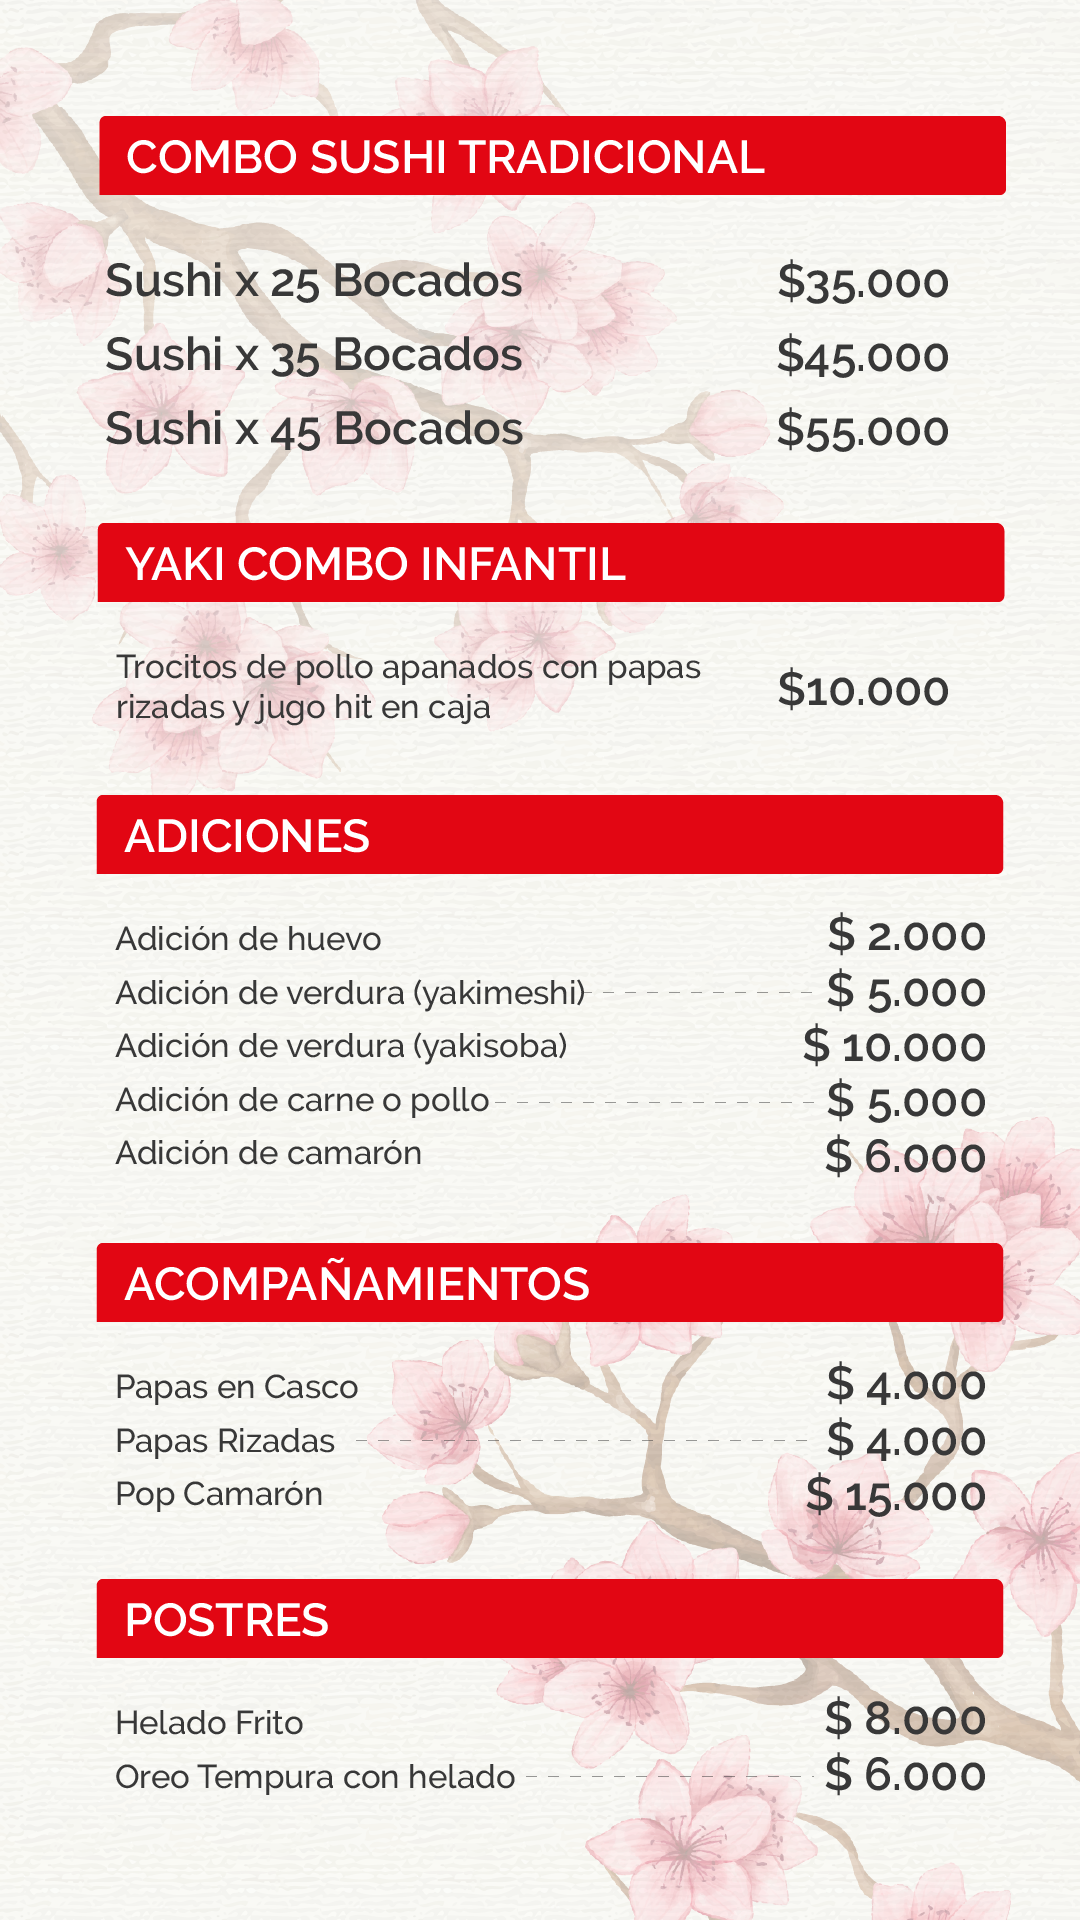 COMBO SUSHI TRADICIONAL
Sushi x 25 Bocados $35.000
Sushi x 35 Bocados $45.000
Sushi x 45 Bocados $55.000
YAKI COMBO INFANTIL
Trocitos de pollo apanados con papas
rizadas y jugo hit en caja $10.000
ADICIONES
Adición de huevo $ 2.000
Adición de verdura (yakimeshi) $ 5.000
Adición de verdura (yakisoba) $ 10.000
Adición de carne o pollo $ 5.000
Adición de camarón $ 6.000
ACOMPAÑAMIENTOS
Papas en Casco $ 4.000
Papas Rizadas $ 4.000
Pop Camarón $ 15.000
POSTRES
Helado Frito $ 8.000
Oreo Tempura con helado $ 6.000